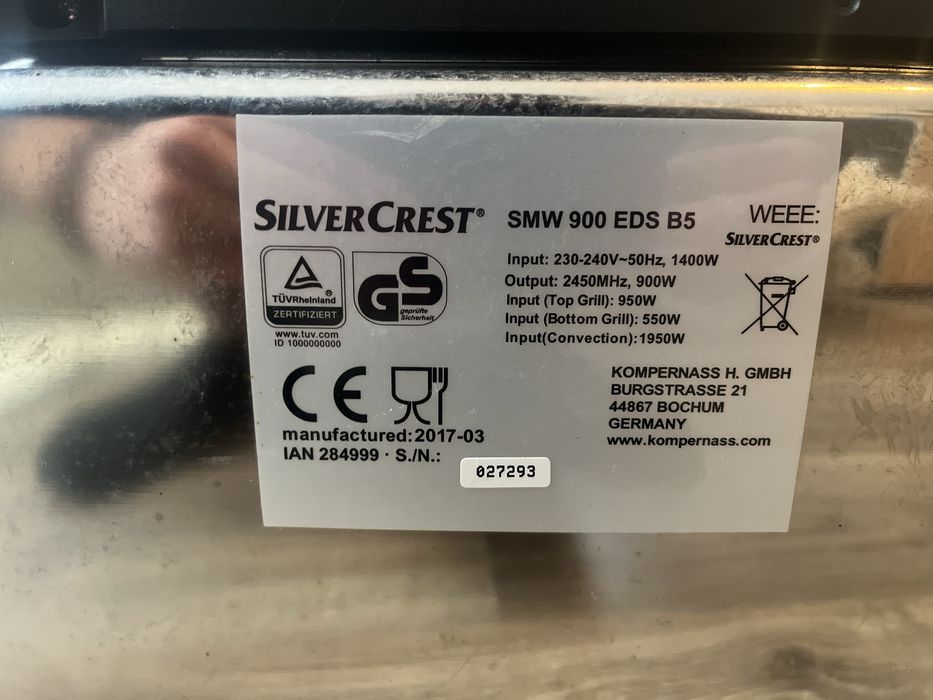 SILVERCREST®
SMW 900 EDS B5
WEEE:
SILVERCREST®
Input: 230-240V~50Hz, 1400W
Output: 2450MHz, 900W
Input (Top Grill): 950W
Input (Bottom Grill): 550W
Input(Convection):1950W
TÜVRheinland®
ZERTIFIZIERT
www.tuv.com
ID 1000000000
GS
geprüfte
Sicherheit
CE
KOMPERNASS H. GMBH
BURGSTRASSE 21
44867 BOCHUM
GERMANY
www.kompernass.com
manufactured:2017-03
IAN 284999 · S./N.:
027293